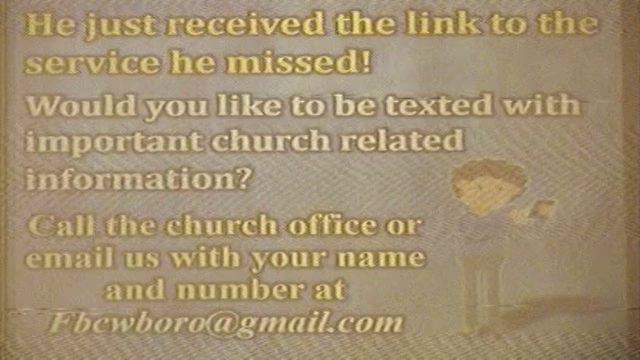 He just received the link to the
service he missed!
Would you like to be texted with
important church related
information?
Call the church office or
email us with your name
and number at
Fbcwboro@gmail.com